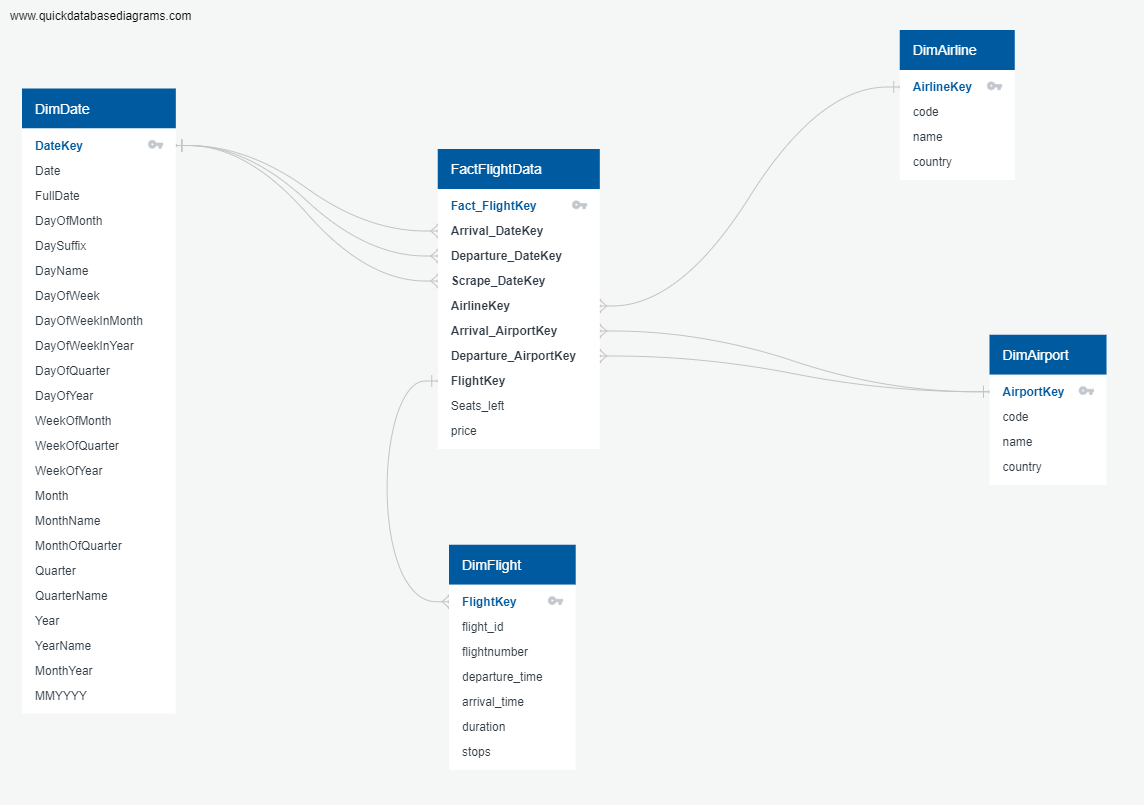 www.quickdatabasediagrams.com
DimDate
DateKey
Date
FullDate
DayOfMonth
DaySuffix
DayName
DayOfWeek
DayOfWeekInMonth
DayOfWeekInYear
DayOfQuarter
DayOfYear
WeekOfMonth
WeekOfQuarter
WeekOfYear
Month
MonthName
MonthOfQuarter
Quarter
QuarterName
Year
YearName
MonthYear
MMYYYY
FactFlightData
Fact_FlightKey
Arrival_DateKey
Departure_DateKey
Scrape_DateKey
AirlineKey
Arrival_AirportKey
Departure_AirportKey
FlightKey
Seats_left
price
DimFlight
FlightKey
flight_id
flightnumber
departure_time
arrival_time
duration
stops
DimAirline
AirlineKey
code
name
country
DimAirport
AirportKey
code
name
country